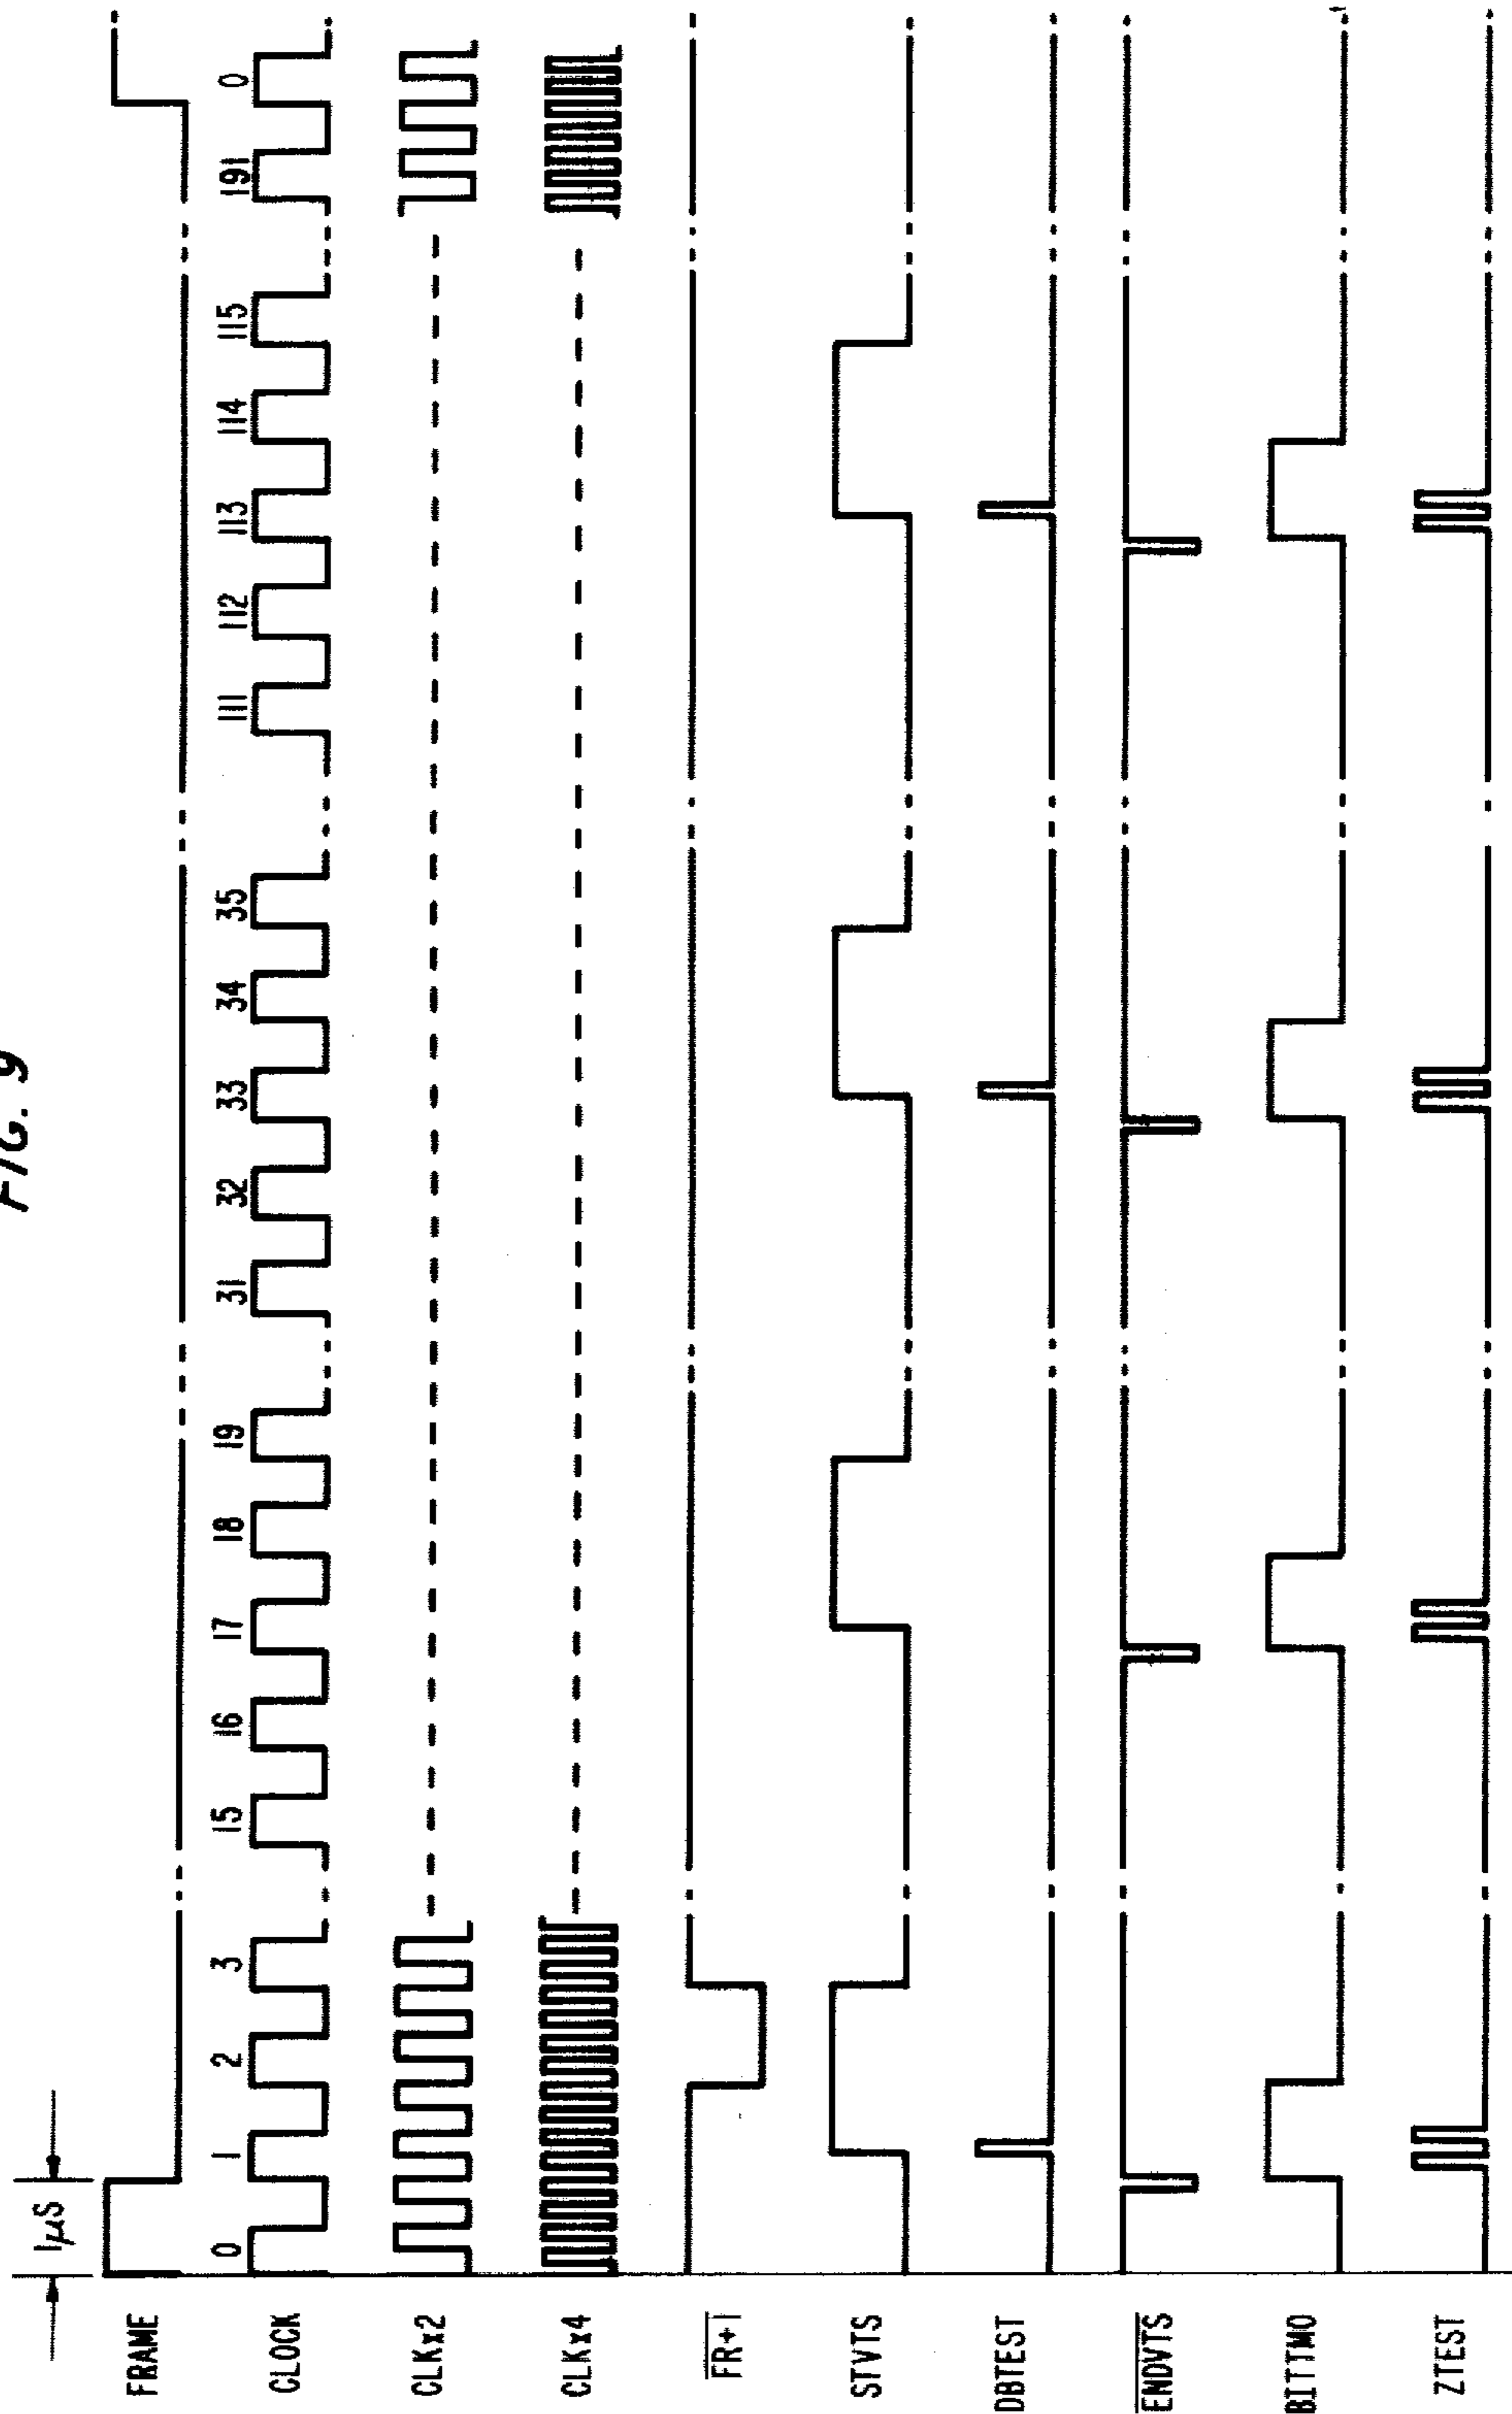 FIG. 9
1μS
FRAME
CLOCK 0 1 2 3 15 16 17 18 19 31 32 33 34 35 111 112 113 114 115 191 0
CLKx2
CLKx4
FR+1
STVTS
DBTEST
ENDVTS
BITTMO
ZTEST